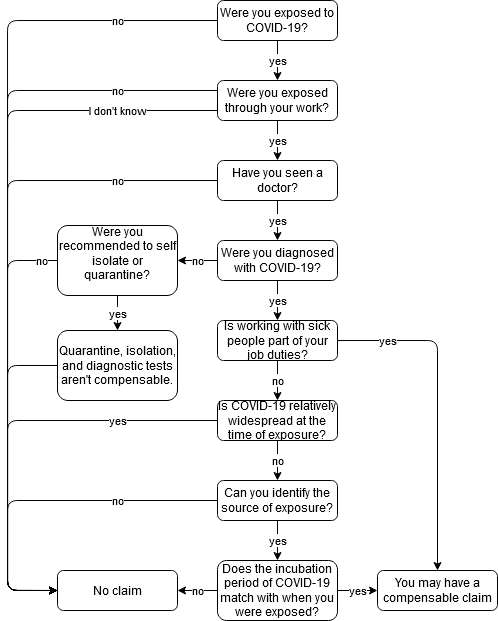 Were you exposed to
COVID-19?
no
yes
Were you exposed
through your work?
no
I don't know
yes
Have you seen a
doctor?
no
yes
Were you diagnosed
with COVID-19?
no
Were you
recommended to self
isolate or
quarantine?
no
yes
Quarantine, isolation,
and diagnostic tests
aren't compensable.
yes
Is working with sick
people part of your
job duties?
yes
no
Is COVID-19 relatively
widespread at the
time of exposure?
yes
no
Can you identify the
source of exposure?
no
yes
Does the incubation
period of COVID-19
match with when you
were exposed?
no
yes
No claim
You may have a
compensable claim